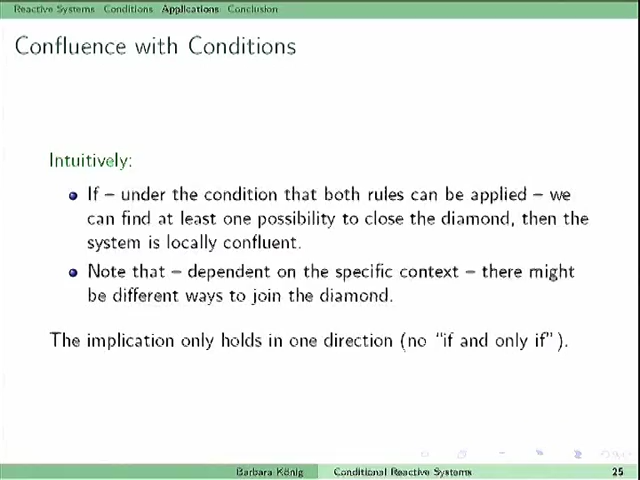 Reactive Systems Conditions Applications Conclusion
Confluence with Conditions
Intuitively:
If – under the condition that both rules can be applied – we
can find at least one possibility to close the diamond, then the
system is locally confluent.
Note that – dependent on the specific context – there might
be different ways to join the diamond.
The implication only holds in one direction (no “if and only if”).
Barbara König Conditional Reactive Systems 25